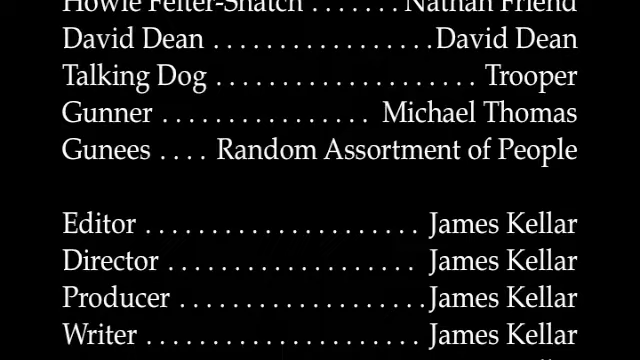 Howie Felter-Snatch . . . . . . . Nathan Friend
David Dean . . . . . . . . . . . . . . . . . . David Dean
Talking Dog . . . . . . . . . . . . . . . . . . . . . Trooper
Gunner . . . . . . . . . . . . . . . . . Michael Thomas
Gunees . . . . Random Assortment of People
Editor . . . . . . . . . . . . . . . . . . . . . . James Kellar
Director . . . . . . . . . . . . . . . . . . . . James Kellar
Producer . . . . . . . . . . . . . . . . . . . . James Kellar
Writer . . . . . . . . . . . . . . . . . . . . . . James Kellar